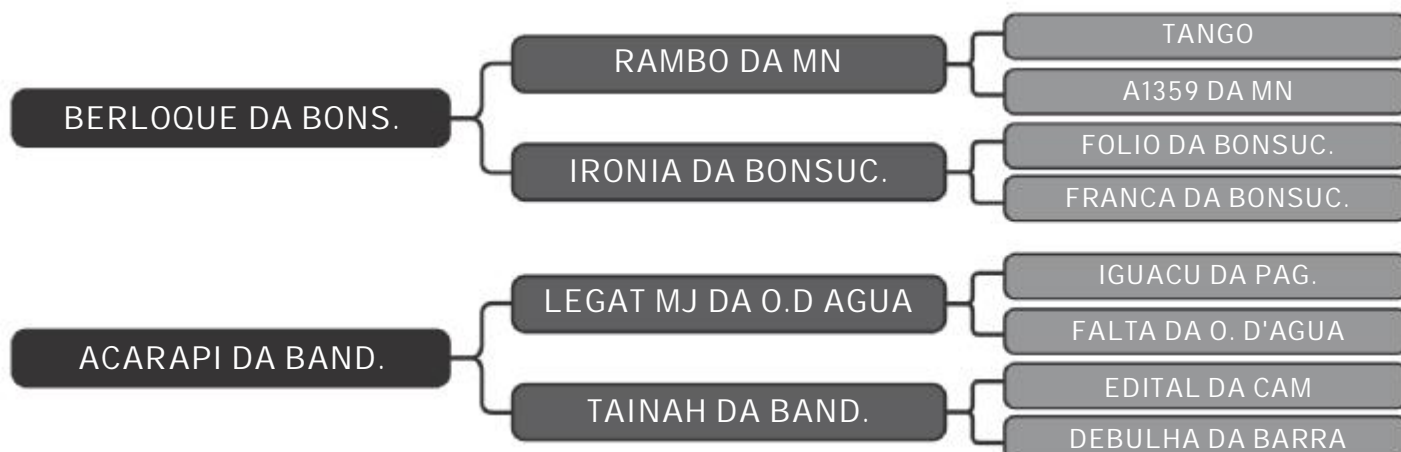 BERLOQUE DA BONS.
RAMBO DA MN
TANGO
A1359 DA MN
IRONIA DA BONSUC.
FOLIO DA BONSUC.
FRANCA DA BONSUC.
ACARAPI DA BAND.
LEGAT MJ DA O.D AGUA
IGUACU DA PAG.
FALTA DA O. D'AGUA
TAINAH DA BAND.
EDITAL DA CAM
DEBULHA DA BARRA